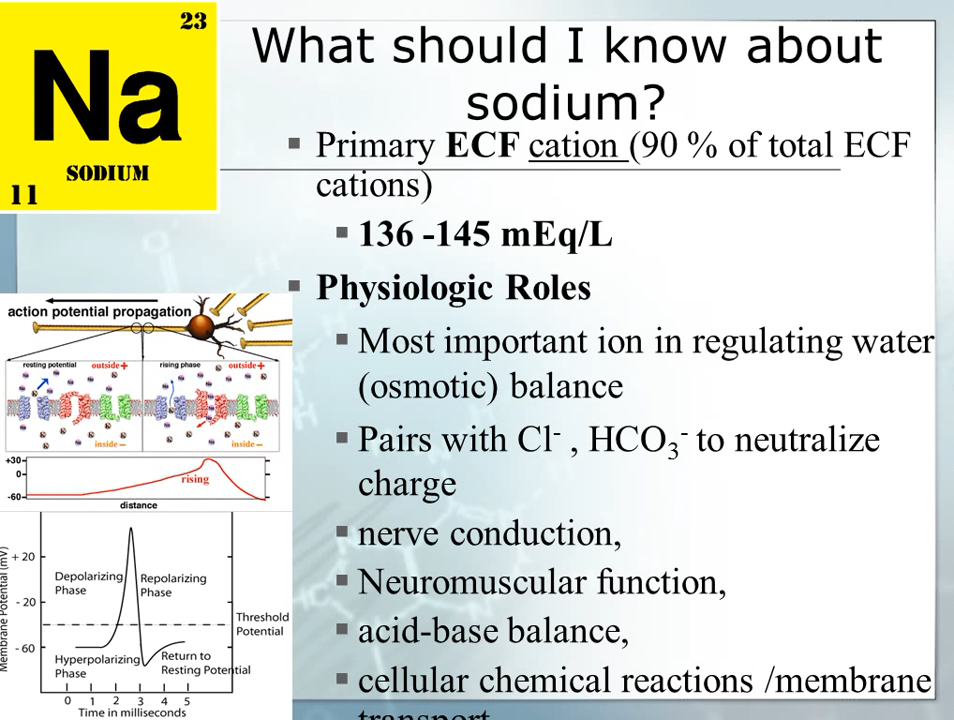 23
Na
SODIUM
11
What should I know about
sodium?
▪ Primary ECF cation (90 % of total ECF
cations)
▪ 136 -145 mEq/L
▪ Physiologic Roles
▪ Most important ion in regulating water
(osmotic) balance
▪ Pairs with Cl⁻ , HCO₃⁻ to neutralize
charge
▪ nerve conduction,
▪ Neuromuscular function,
▪ acid-base balance,
▪ cellular chemical reactions /membrane
transport
action potential propagation
resting potential outside+ rising phase outside+
inside– inside–
+30
0
-60
rising
distance
Membrane Potential (mV)
+ 20
- 20
- 60
Depolarizing
Phase
Repolarizing
Phase
Threshold
Potential
Hyperpolarizing
Phase
Return to
Resting Potential
0 1 2 3 4 5
Time in milliseconds